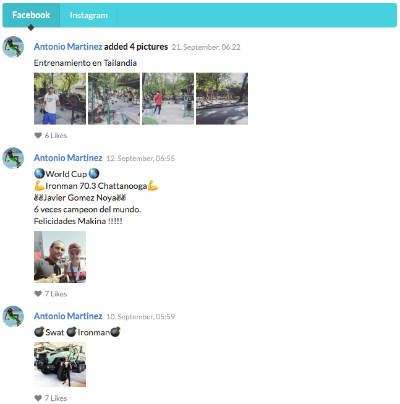 Facebook
Instagram
Antonio Martinez added 4 pictures 21. September, 06:22
Entrenamiento en Tailandia
6 Likes
Antonio Martinez 12. September, 06:55
🌏World Cup🌏
💪Ironman 70.3 Chattanooga💪
✌✌Javier Gomez Noya✌✌
6 veces campeon del mundo.
Felicidades Makina !!!!!
7 Likes
Antonio Martinez 10. September, 05:59
💣Swat 💣Ironman💣
7 Likes